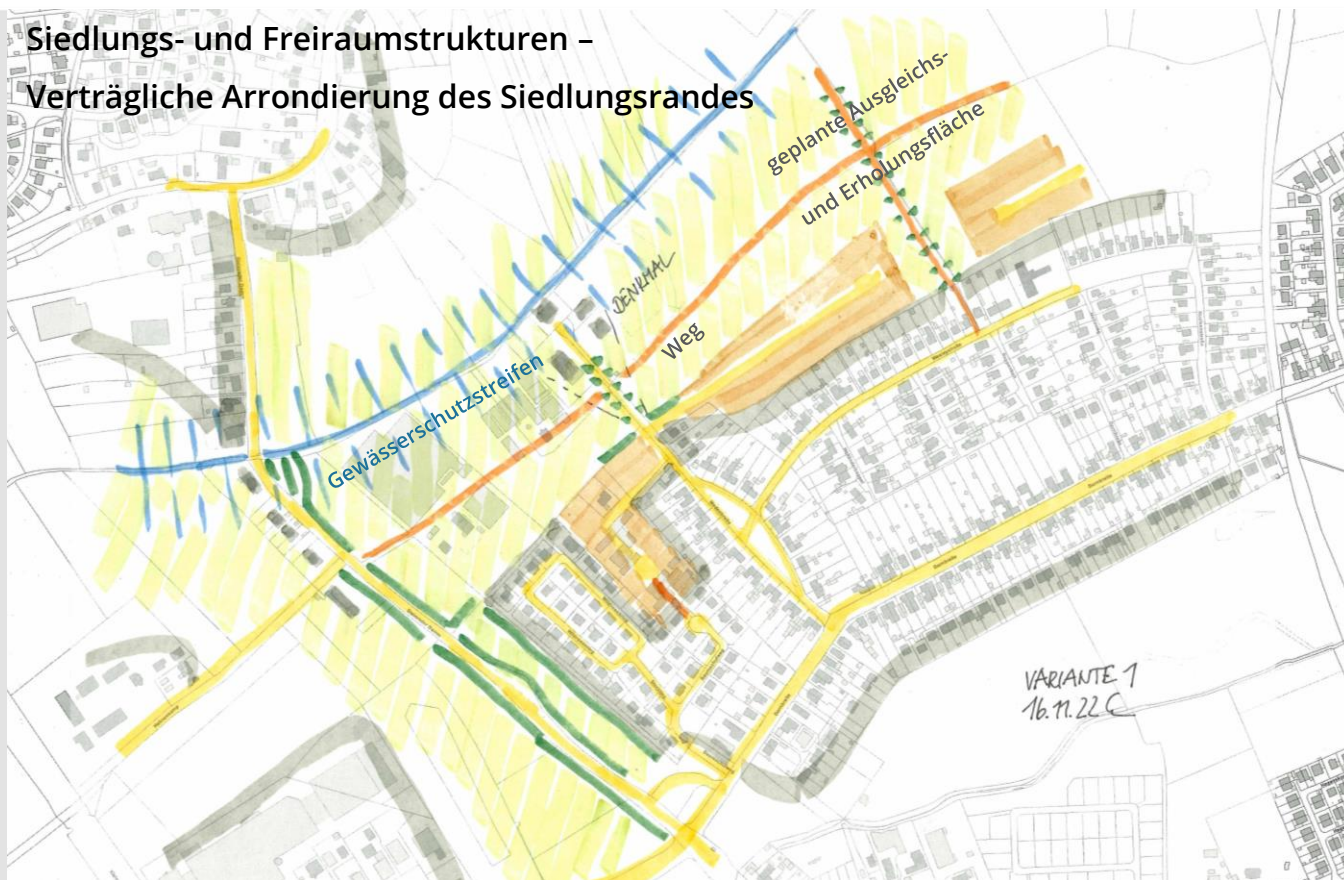 Siedlungs- und Freiraumstrukturen –
Verträgliche Arrondierung des Siedlungsrandes
geplante Ausgleichs-
und Erholungsfläche
DENKMAL
Weg
Gewässerschutzstreifen
VARIANTE 1
16.11.22 C